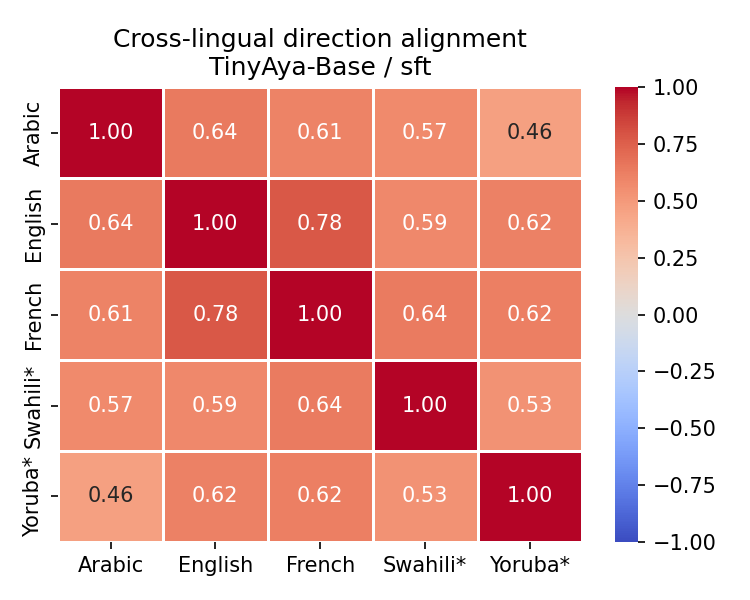 Cross-lingual direction alignment
TinyAya-Base / sft
Arabic 1.00 0.64 0.61 0.57 0.46
English 0.64 1.00 0.78 0.59 0.62
French 0.61 0.78 1.00 0.64 0.62
Swahili* 0.57 0.59 0.64 1.00 0.53
Yoruba* 0.46 0.62 0.62 0.53 1.00
Arabic English French Swahili* Yoruba*
1.00
0.75
0.50
0.25
0.00
−0.25
−0.50
−0.75
−1.00